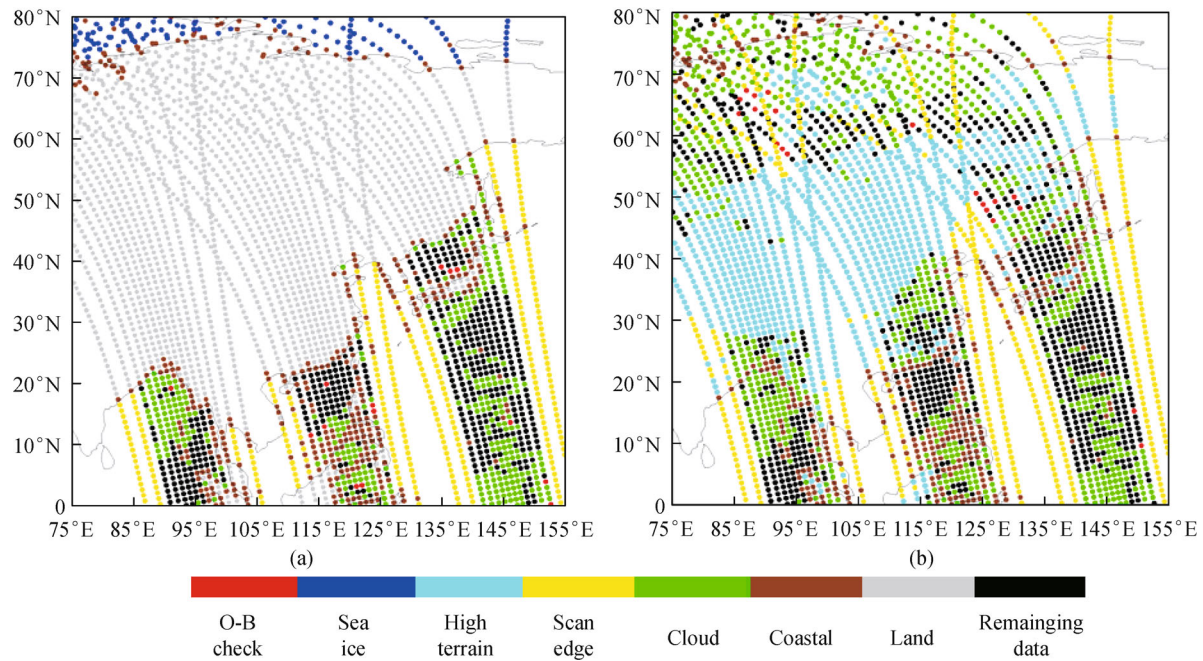 80°N
70°N
60°N
50°N
40°N
30°N
20°N
10°N
0
75°E 85°E 95°E 105°E 115°E 125°E 135°E 145°E 155°E
(a)
80°N
70°N
60°N
50°N
40°N
30°N
20°N
10°N
0
75°E 85°E 95°E 105°E 115°E 125°E 135°E 145°E 155°E
(b)
O-B check
Sea ice
High terrain
Scan edge
Cloud
Coastal
Land
Remainging data